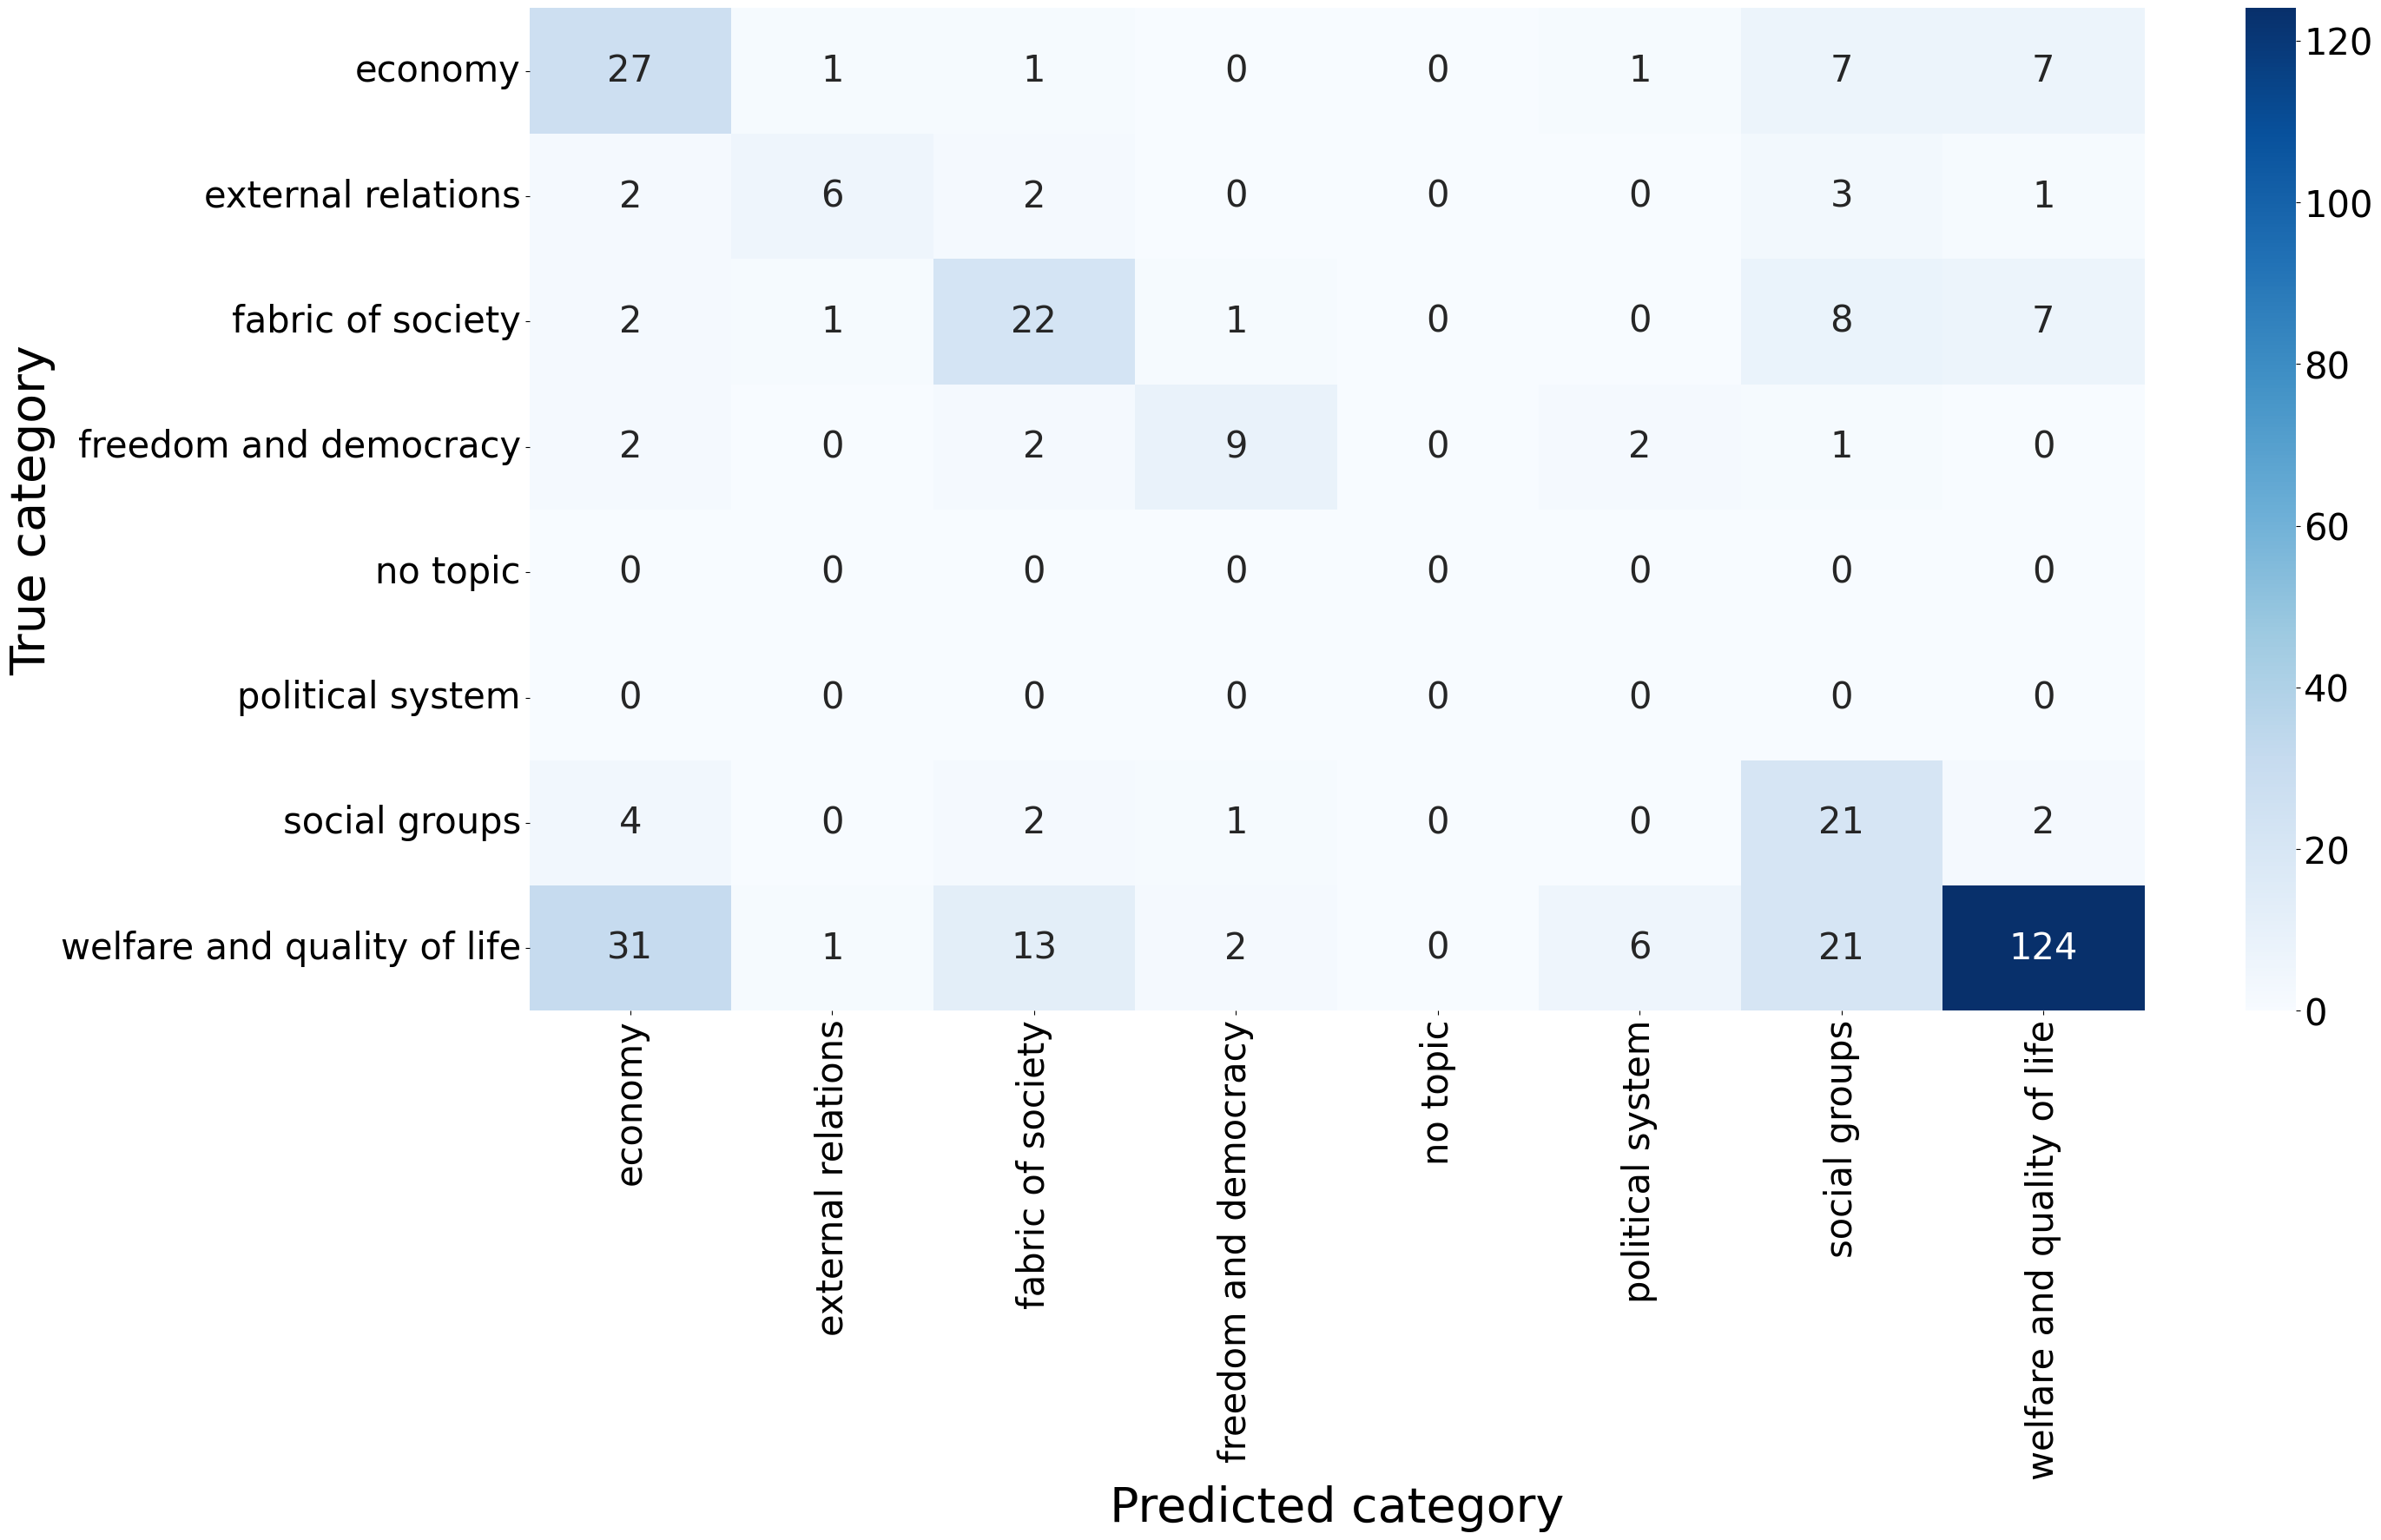 True category
economy 27 1 1 0 0 1 7 7
external relations 2 6 2 0 0 0 3 1
fabric of society 2 1 22 1 0 0 8 7
freedom and democracy 2 0 2 9 0 2 1 0
no topic 0 0 0 0 0 0 0 0
political system 0 0 0 0 0 0 0 0
social groups 4 0 2 1 0 0 21 2
welfare and quality of life 31 1 13 2 0 6 21 124
economy
external relations
fabric of society
freedom and democracy
no topic
political system
social groups
welfare and quality of life
Predicted category
120
100
80
60
40
20
0